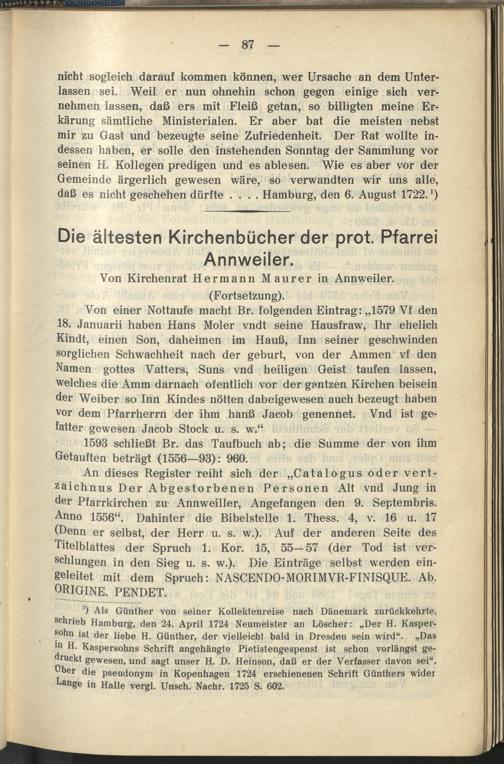 — 87 —
nicht sogleich darauf kommen können, wer Ursache an dem Unter-
lassen sei. Weil er nun ohnehin schon gegen einige sich ver-
nehmen lassen, daß ers mit Fleiß getan, so billigten meine Er-
kärung sämtliche Ministerialen. Er aber bat die meisten nebst
mir zu Gast und bezeugte seine Zufriedenheit. Der Rat wollte in-
dessen haben, er solle den instehenden Sonntag der Sammlung vor
seinen H. Kollegen predigen und es ablesen. Wie es aber vor der
Gemeinde ärgerlich gewesen wäre, so verwandten wir uns alle,
daß es nicht geschehen dürfte . . . . Hamburg, den 6. August 1722.¹)
Die ältesten Kirchenbücher der prot. Pfarrei
Annweiler.
Von Kirchenrat Hermann Maurer in Annweiler.
(Fortsetzung).
Von einer Nottaufe macht Br. folgenden Eintrag: „1579 Vf den
18. Januarii haben Hans Moler vndt seine Hausfraw, Ihr ehelich
Kindt, einen Son, daheimen im Hauß, Inn seiner geschwinden
sorglichen Schwachheit nach der geburt, von der Ammen vf den
Namen gottes Vatters, Suns vnd heiligen Geist taufen lassen,
welches die Amm darnach ofentlich vor der gantzen Kirchen beisein
der Weiber so Inn Kindes nötten dabeigewesen auch bezeugt haben
vor dem Pfarrherrn der ihm hanß Jacob genennet. Vnd ist ge-
fatter gewesen Jacob Stock u. s. w.“
1593 schließt Br. das Taufbuch ab; die Summe der von ihm
Getauften beträgt (1556—93): 960.
An dieses Register reiht sich der „Catalogus oder vert-
zaichnus Der Abgestorbenen Personen Alt vnd Jung in
der Pfarrkirchen zu Annweiller, Angefangen den 9. Septembris.
Anno 1556“. Dahinter die Bibelstelle 1. Thess. 4, v. 16 u. 17
(Denn er selbst, der Herr u. s. w.). Auf der anderen Seite des
Titelblattes der Spruch 1. Kor. 15, 55—57 (der Tod ist ver-
schlungen in den Sieg u. s. w.). Die Einträge selbst werden ein-
geleitet mit dem Spruch: NASCENDO-MORIMVR-FINISQUE. Ab.
ORIGINE. PENDET.
¹) Als Günther von seiner Kollektenreise nach Dänemark zurückkehrte,
schrieb Hamburg, den 24. April 1724 Neumeister an Löscher: „Der H. Kasper-
sohn ist der liebe H. Günther, der vielleicht bald in Dresden sein wird“. „Das
in H. Kaspersohns Schrift angehängte Pietistengespenst ist schon vorlängst ge-
druckt gewesen, und sagt unser H. D. Heinson, daß er der Verfasser davon sei“.
Über die pseudonym in Kopenhagen 1724 erschienenen Schrift Günthers wider
Lange in Halle vergl. Unsch. Nachr. 1725 S. 602.